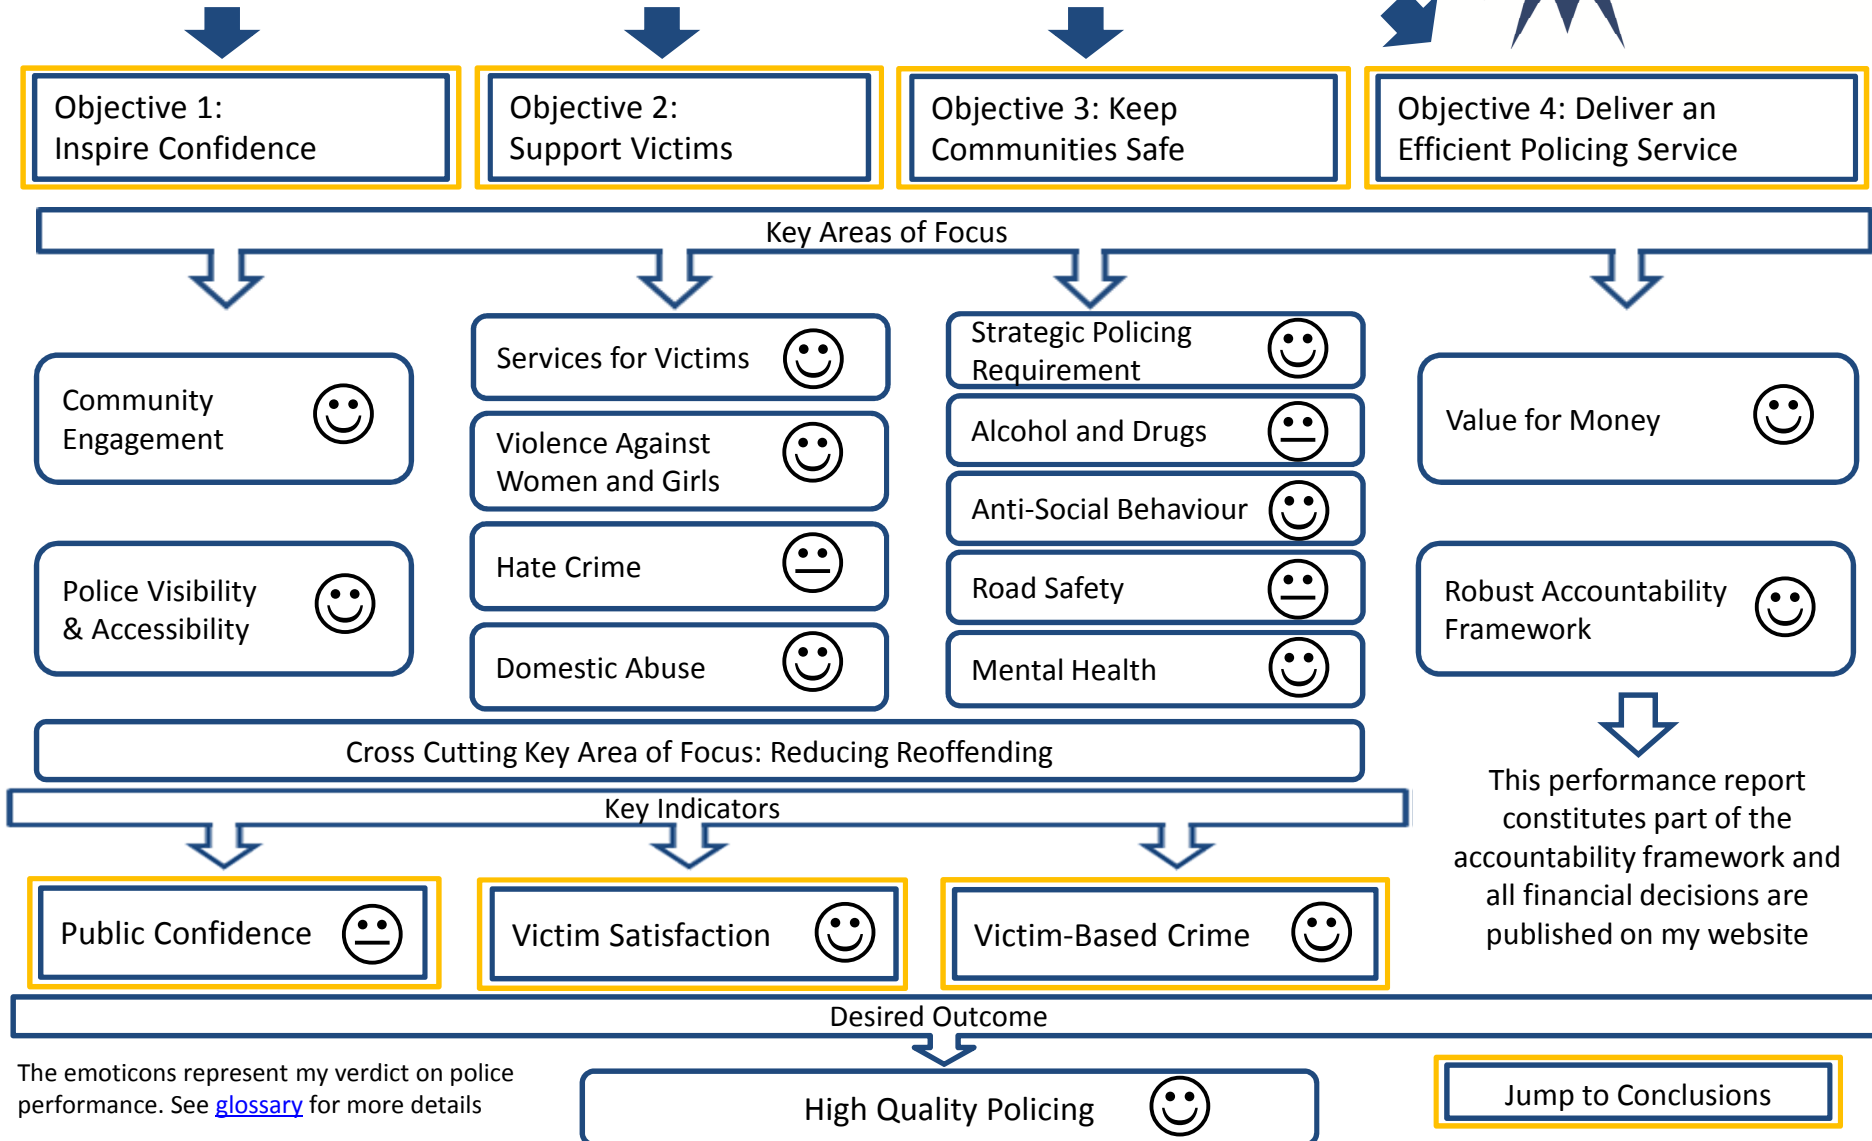 Objective 1:
Inspire Confidence
Objective 2:
Support Victims
Objective 3: Keep
Communities Safe
Objective 4: Deliver an
Efficient Policing Service
Key Areas of Focus
Community
Engagement
Police Visibility
& Accessibility
Services for Victims
Violence Against
Women and Girls
Hate Crime
Domestic Abuse
Strategic Policing
Requirement
Alcohol and Drugs
Anti-Social Behaviour
Road Safety
Mental Health
Value for Money
Robust Accountability
Framework
Cross Cutting Key Area of Focus: Reducing Reoffending
This performance report
constitutes part of the
accountability framework and
all financial decisions are
published on my website
Key Indicators
Public Confidence
Victim Satisfaction
Victim-Based Crime
Desired Outcome
The emoticons represent my verdict on police
performance. See glossary for more details
High Quality Policing
Jump to Conclusions